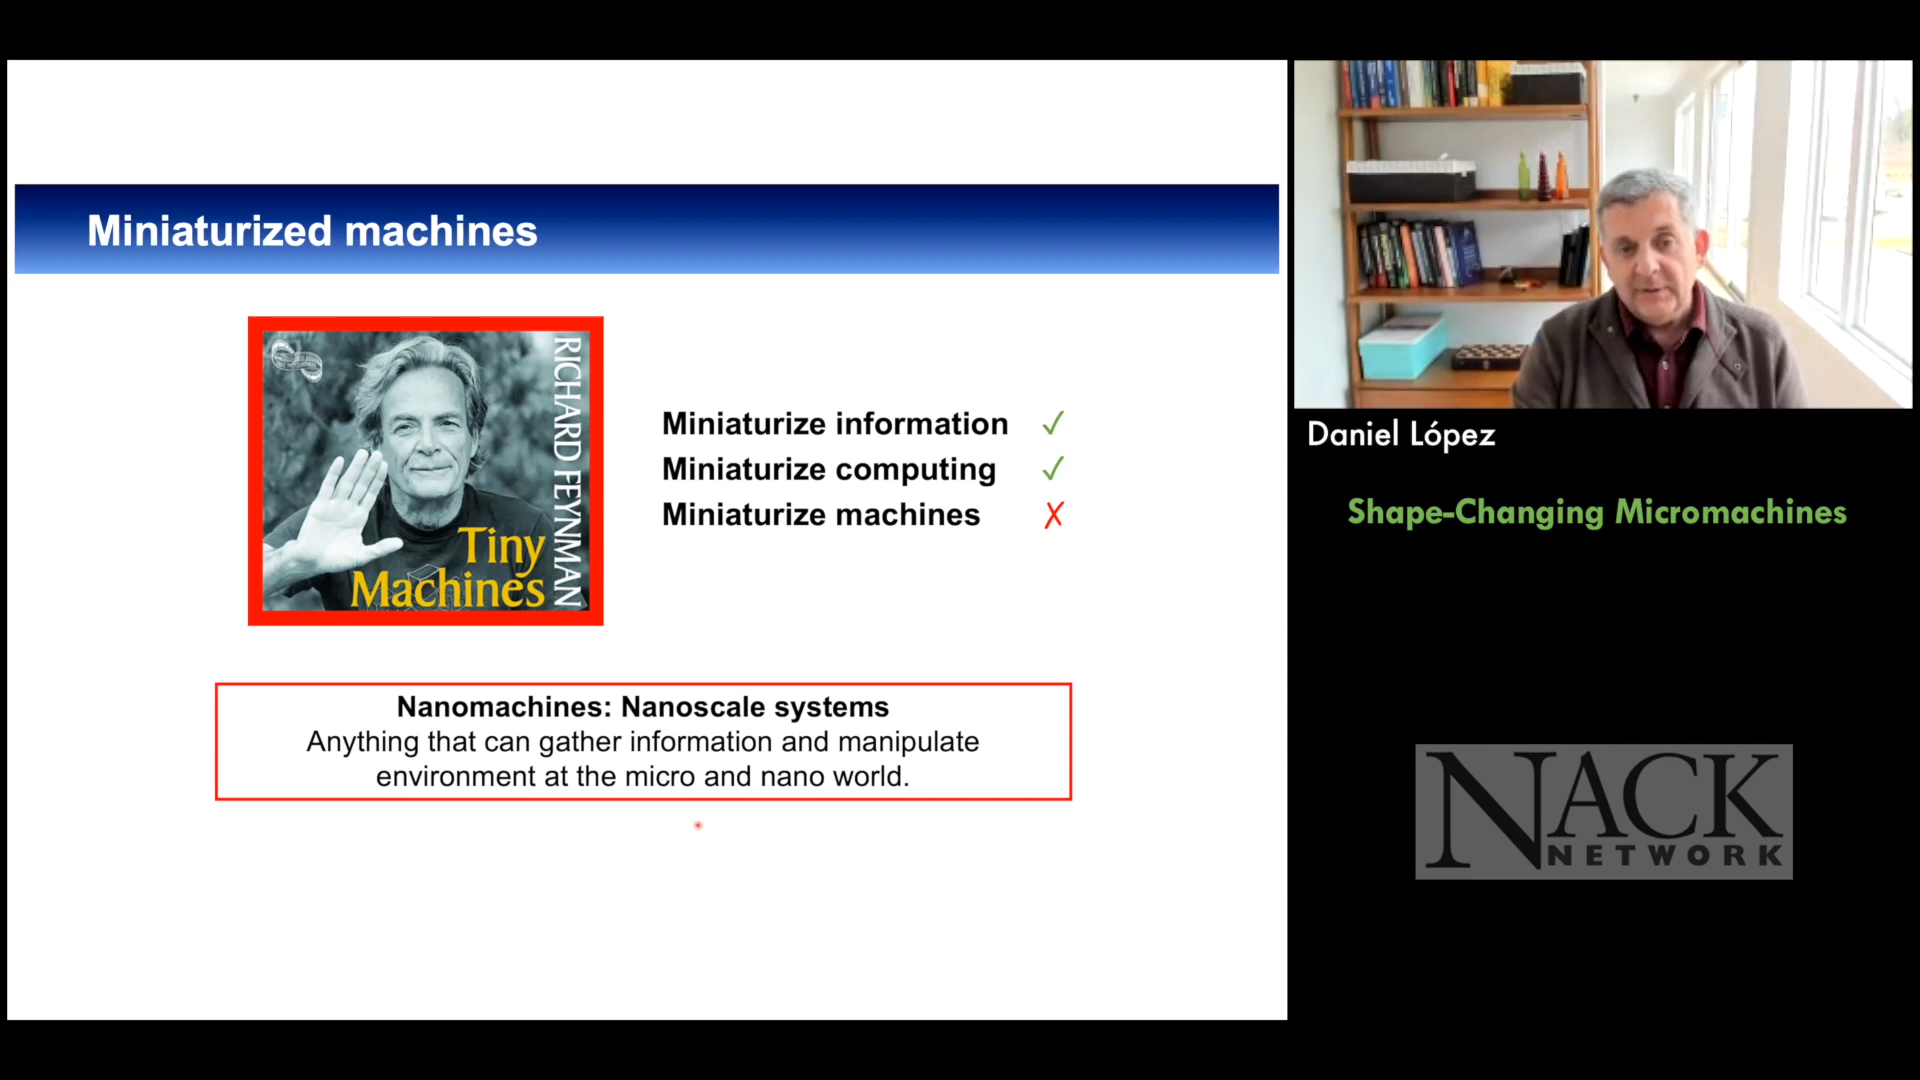 Miniaturized machines
RICHARD FEYNMAN
Tiny
Machines
Miniaturize information ✓
Miniaturize computing ✓
Miniaturize machines ✗
Nanomachines: Nanoscale systems
Anything that can gather information and manipulate
environment at the micro and nano world.
Daniel López
Shape-Changing Micromachines
NACK
NETWORK